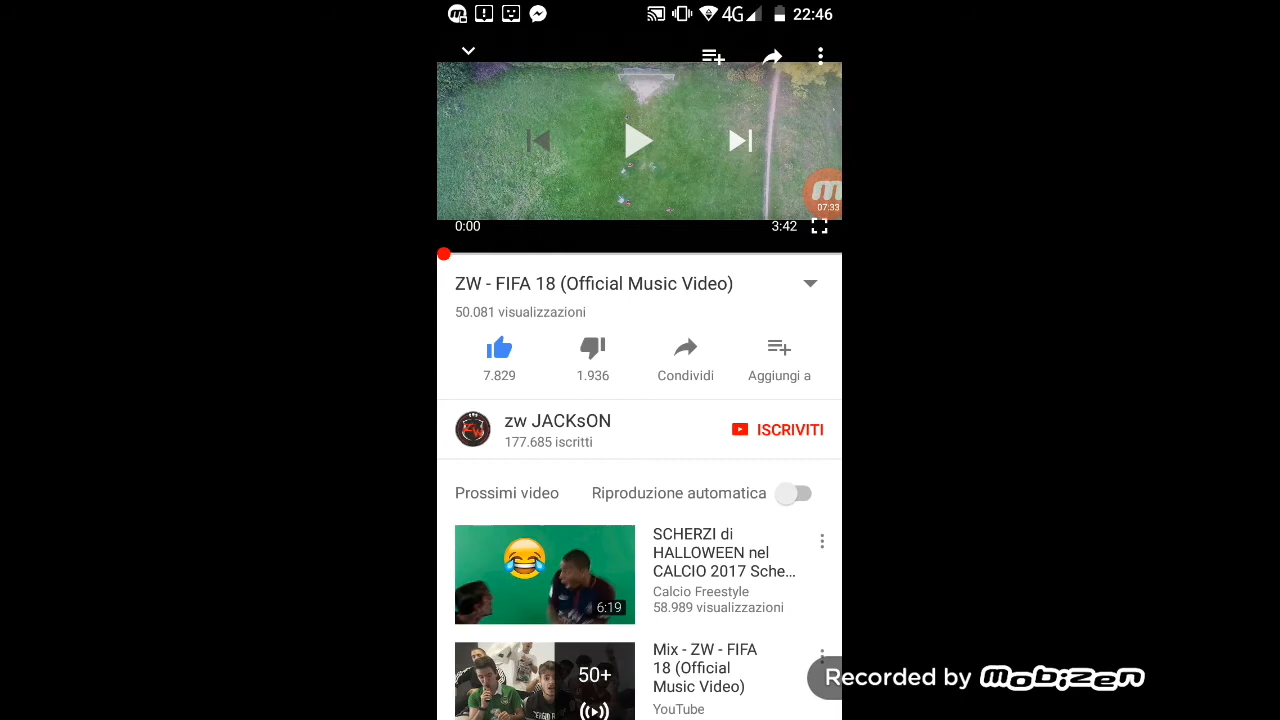 4G 22:46
07:33
0:00 3:42
ZW - FIFA 18 (Official Music Video)
50.081 visualizzazioni
7.829 1.936 Condividi Aggiungi a
zw JACKsON
177.685 iscritti
ISCRIVITI
Prossimi video Riproduzione automatica
6:19
SCHERZI di
HALLOWEEN nel
CALCIO 2017 Sche...
Calcio Freestyle
58.989 visualizzazioni
50+
Mix - ZW - FIFA
18 (Official
Music Video)
YouTube
Recorded by mobizen